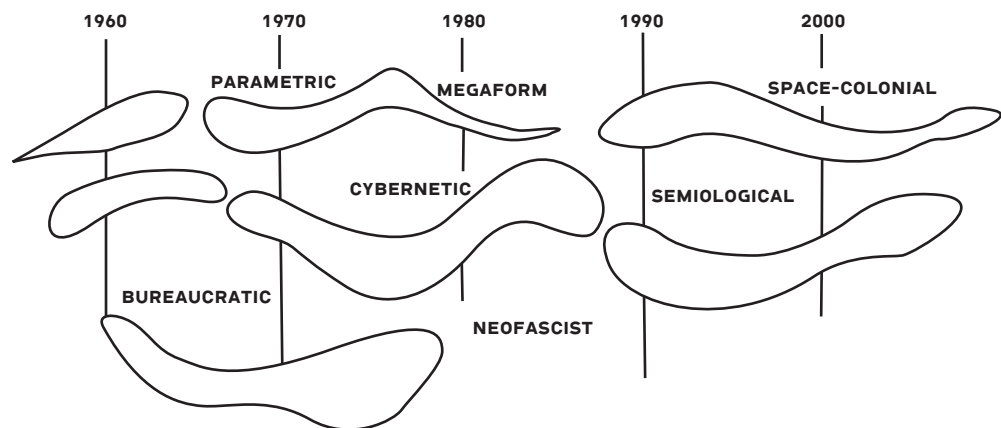 1960 1970 1980 1990 2000
PARAMETRIC MEGAFORM SPACE-COLONIAL
CYBERNETIC SEMIOLOGICAL
BUREAUCRATIC
NEOFASCIST